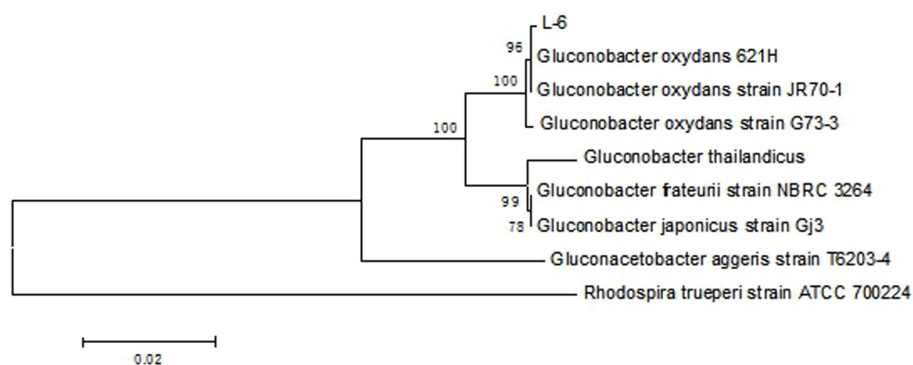 L-6
96
Gluconobacter oxydans 621H
100
Gluconobacter oxydans strain JR70-1
Gluconobacter oxydans strain G73-3
100
Gluconobacter thailandicus
Gluconobacter frateurii strain NBRC 3264
99
Gluconobacter japonicus strain Gj3
78
Gluconacetobacter aggeris strain T6203-4
Rhodospira trueperi strain ATCC 700224
0.02